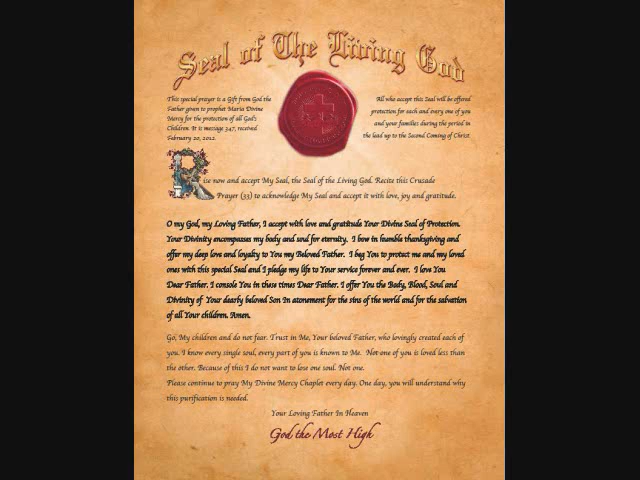 Seal of The Living God
This special prayer is a Gift from God the
Father given to prophet Maria Divine
Mercy for the protection of all God's
Children. It is message 347, received
February 20, 2012.
All who accept this Seal will be offered
protection for each and every one of you
and your families during the period in
the lead up to the Second Coming of Christ.
Rise now and accept My Seal, the Seal of the Living God. Recite this Crusade
Prayer (33) to acknowledge My Seal and accept it with love, joy and gratitude.
O my God, my Loving Father, I accept with love and gratitude Your Divine Seal of Protection.
Your Divinity encompasses my body and soul for eternity. I bow in humble thanksgiving and
offer my deep love and loyalty to You my Beloved Father. I beg You to protect me and my loved
ones with this special Seal and I pledge my life to Your service forever and ever. I love You
Dear Father. I console You in these times Dear Father. I offer You the Body, Blood, Soul and
Divinity of Your dearly beloved Son In atonement for the sins of the world and for the salvation
of all Your children. Amen.
Go, My children and do not fear. Trust in Me, Your beloved Father, who lovingly created each of
you. I know every single soul, every part of you is known to Me. Not one of you is loved less than
the other. Because of this I do not want to lose one soul. Not one.
Please continue to pray My Divine Mercy Chaplet every day. One day, you will understand why
this purification is needed.
Your Loving Father In Heaven
God the Most High